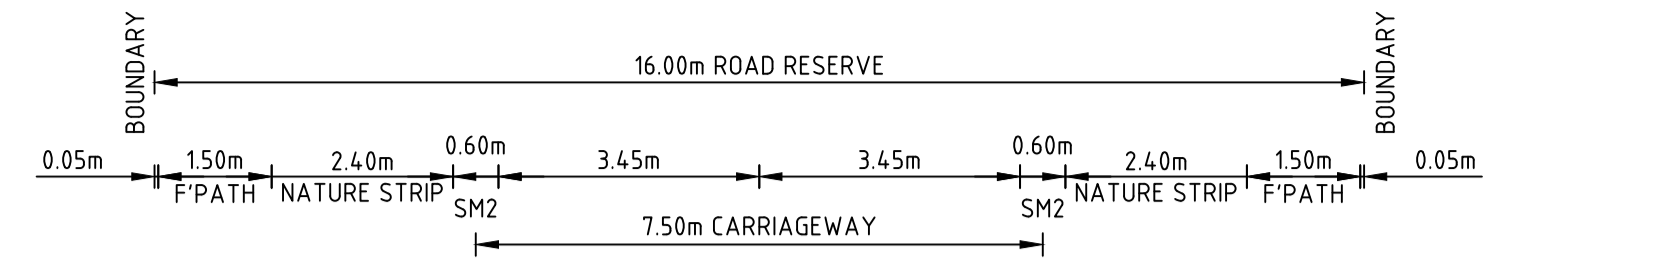 BOUNDARY
16.00m ROAD RESERVE
BOUNDARY
0.05m
1.50m
2.40m
0.60m
3.45m
3.45m
0.60m
2.40m
1.50m
0.05m
F'PATH
NATURE STRIP
SM2
SM2
NATURE STRIP
F'PATH
7.50m CARRIAGEWAY